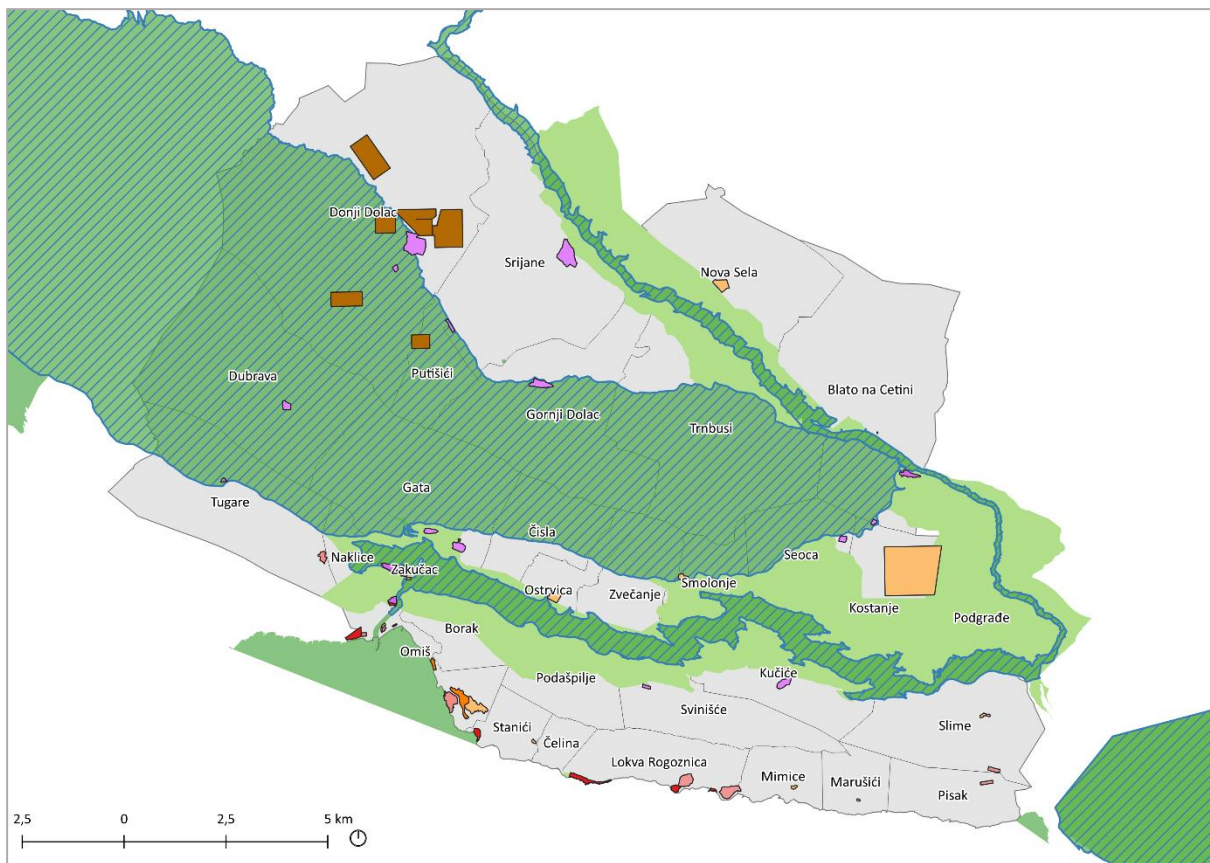 Donji Dolac
Srijane
Nova Sela
Dubrava
Putišići
Blato na Cetini
Gornji Dolac
Trnbusi
Gata
Tugare
Čisla
Naklice
Seoca
Zakučac
Smolonje
Ostrvica
Zvečanje
Kostanje
Podgrađe
Borak
Omiš
Podašpilje
Kučiće
Svinišće
Slime
Stanići
Čelina
Lokva Rogoznica
Mimice
Marušići
Pisak
2,5 0 2,5 5 km